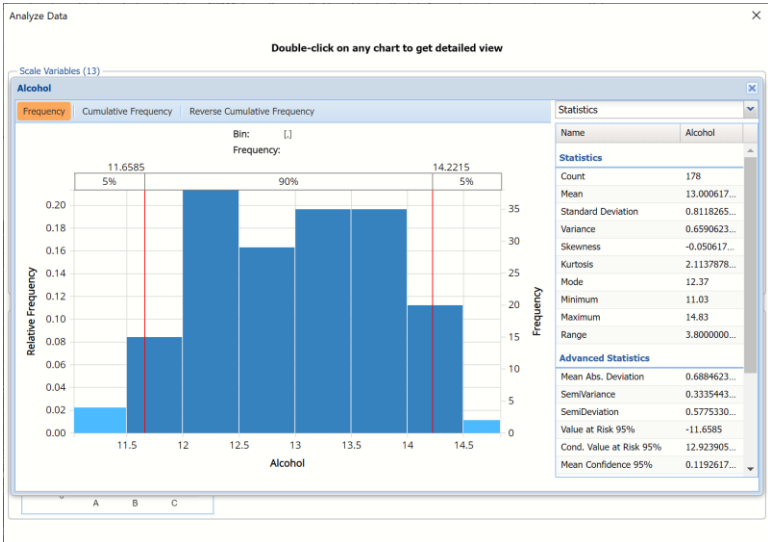 Analyze Data
Double-click on any chart to get detailed view
Scale Variables (13)
Alcohol
Frequency Cumulative Frequency Reverse Cumulative Frequency
Statistics
Bin: [.]
Frequency:
Name Alcohol
11.6585 14.2215
5% 90% 5%
Statistics
Count 178
Mean 13.000617...
Standard Deviation 0.8118265...
Variance 0.6590623...
Skewness -0.050617...
Kurtosis 2.1137878...
Mode 12.37
Minimum 11.03
Maximum 14.83
Range 3.8000000...
Advanced Statistics
Mean Abs. Deviation 0.6884623...
SemiVariance 0.3335443...
SemiDeviation 0.5775330...
Value at Risk 95% -11.6585
Cond. Value at Risk 95% 12.923905...
Mean Confidence 95% 0.1192617...
Relative Frequency
0.20
0.18
0.16
0.14
0.12
0.10
0.08
0.06
0.04
0.02
0.00
35
30
25
20
15
10
5
0
Frequency
11.5 12 12.5 13 13.5 14 14.5
Alcohol
A B C